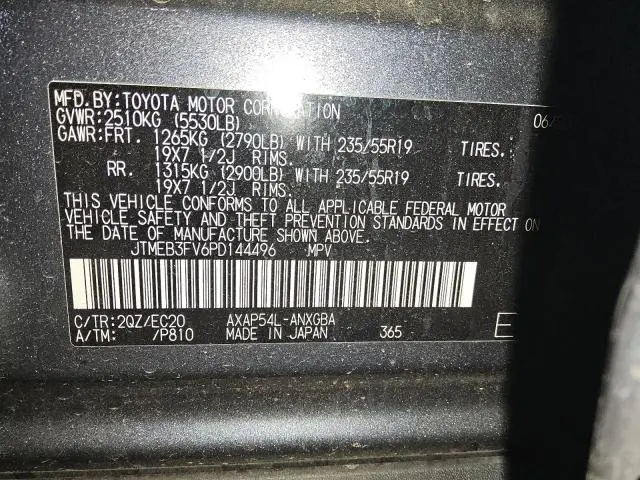 MFD.BY:TOYOTA MOTOR CORPORATION 06/
GVWR:2510KG (5530LB)
GAWR:FRT. 1265KG (2790LB) WITH 235/55R19 TIRES:
19X7 1/2J RIMS.
RR. 1315KG (2900LB) WITH 235/55R19 TIRES:
19X7 1/2J RIMS.
THIS VEHICLE CONFORMS TO ALL APPLICABLE FEDERAL MOTOR
VEHICLE SAFETY AND THEFT PREVENTION STANDARDS IN EFFECT ON
THE DATE OF MANUFACTURE SHOWN ABOVE.
JTMEB3FV6PD144496 MPV
C/TR:2QZ/EC20 AXAP54L-ANXGBA
A/TM: /P810 MADE IN JAPAN 365